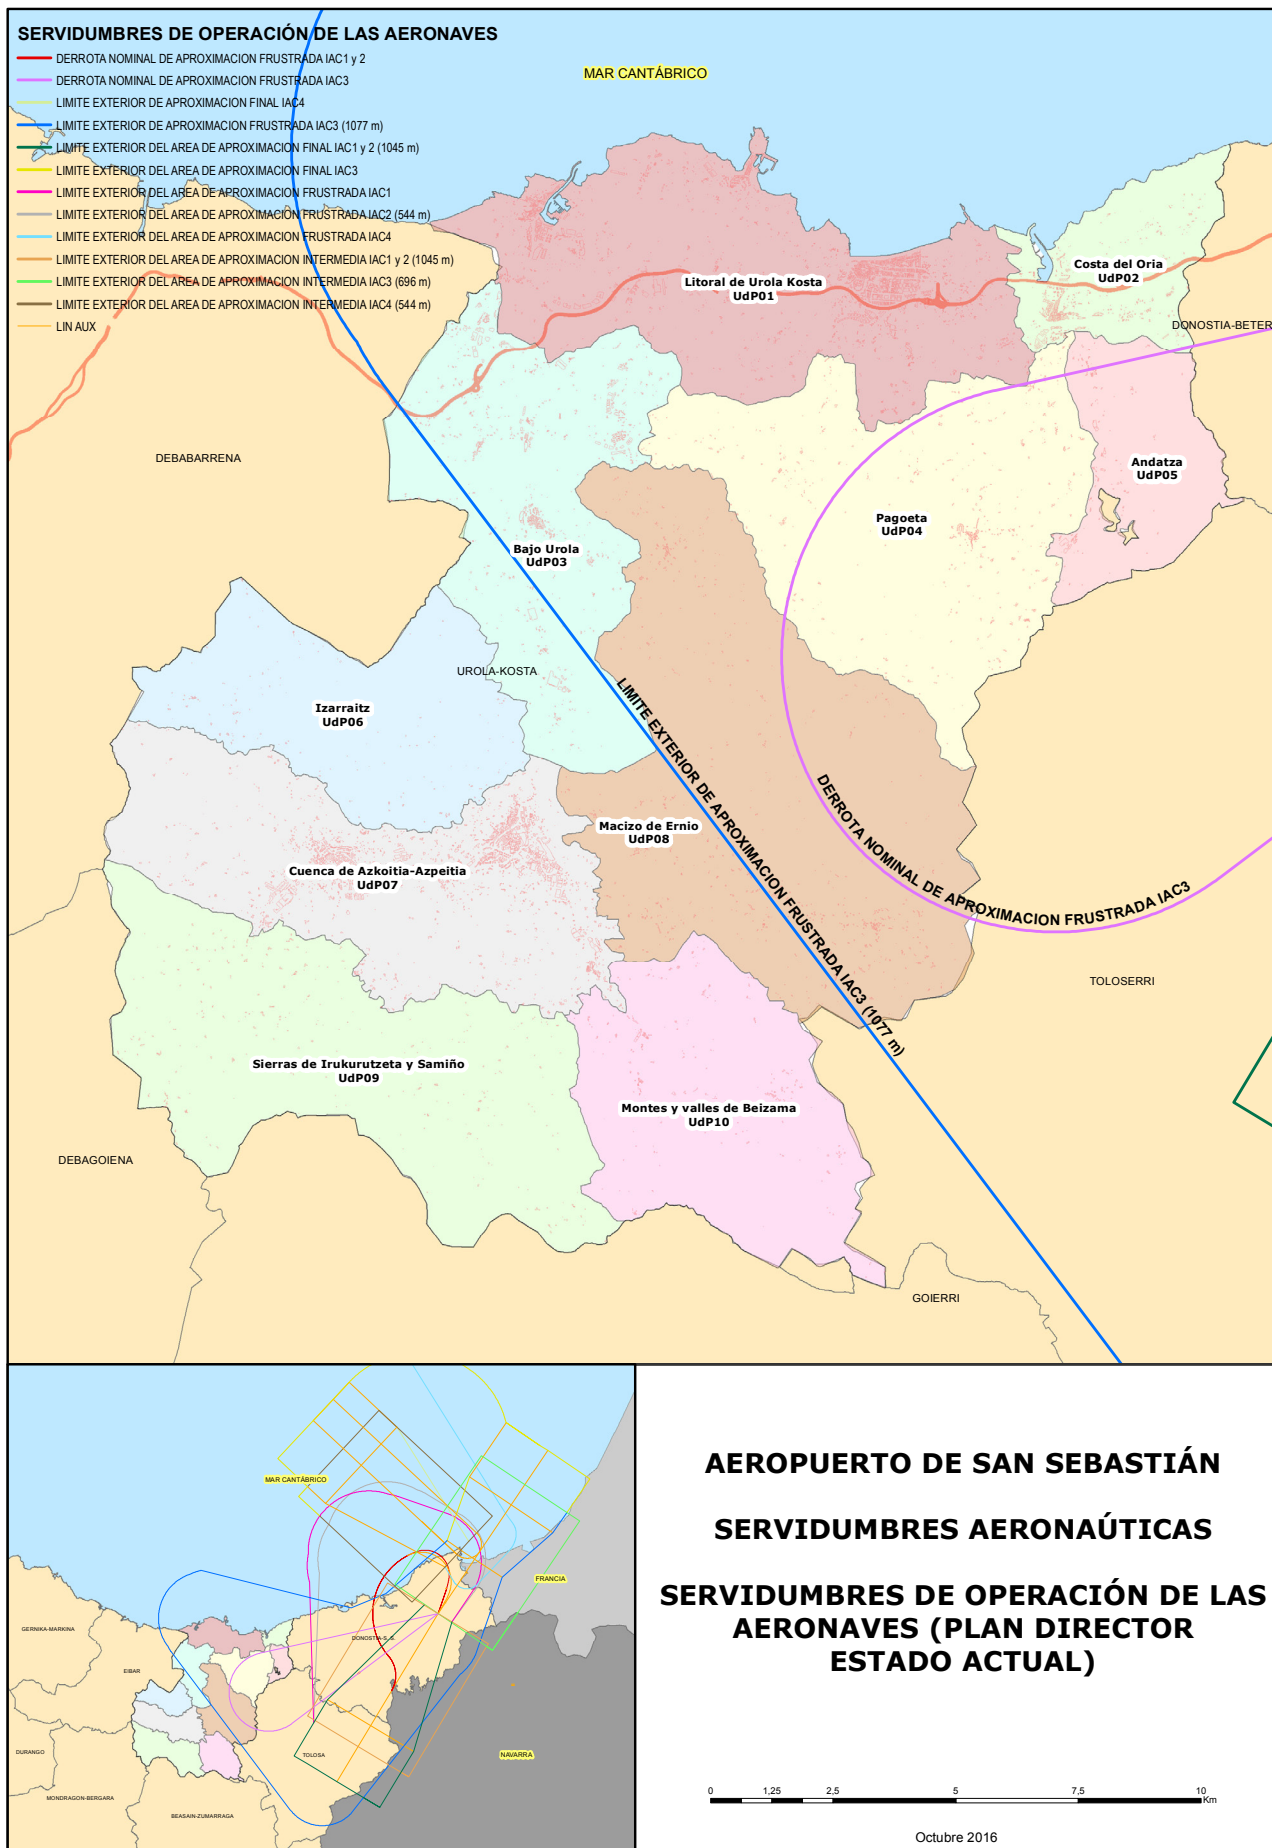 SERVIDUMBRES DE OPERACIÓN DE LAS AERONAVES
DERROTA NOMINAL DE APROXIMACION FRUSTRADA IAC1 y 2
DERROTA NOMINAL DE APROXIMACION FRUSTRADA IAC3
LIMITE EXTERIOR DE APROXIMACION FINAL IAC4
LIMITE EXTERIOR DE APROXIMACION FRUSTRADA IAC3 (1077 m)
LIMITE EXTERIOR DEL AREA DE APROXIMACION FINAL IAC1 y 2 (1045 m)
LIMITE EXTERIOR DEL AREA DE APROXIMACION FINAL IAC3
LIMITE EXTERIOR DEL AREA DE APROXIMACION FRUSTRADA IAC1
LIMITE EXTERIOR DEL AREA DE APROXIMACION FRUSTRADA IAC2 (544 m)
LIMITE EXTERIOR DEL AREA DE APROXIMACION FRUSTRADA IAC4
LIMITE EXTERIOR DEL AREA DE APROXIMACION INTERMEDIA IAC1 y 2 (1045 m)
LIMITE EXTERIOR DEL AREA DE APROXIMACION INTERMEDIA IAC3 (696 m)
LIMITE EXTERIOR DEL AREA DE APROXIMACION INTERMEDIA IAC4 (544 m)
LIN AUX
MAR CANTÁBRICO
Costa del Oria
UdP02
Litoral de Urola Kosta
UdP01
DONOSTIA-BETER
DEBABARRENA
Andatza
UdP05
Pagoeta
UdP04
Bajo Urola
UdP03
UROLA-KOSTA
Izarraitz
UdP06
LIMITE EXTERIOR DE APROXIMACION FRUSTRADA IAC3 (1077 m)
DERROTA NOMINAL DE APROXIMACION FRUSTRADA IAC3
Macizo de Ernio
UdP08
Cuenca de Azkoitia-Azpeitia
UdP07
TOLOSERRI
Sierras de Irukurutzeta y Samiño
UdP09
Montes y valles de Beizama
UdP10
DEBAGOIENA
GOIERRI
MAR CANTÁBRICO
FRANCIA
GERNIKA-MARKINA
DONOSTIA-S.S.
EIBAR
DURANGO
TOLOSA
NAVARRA
MONDRAGON-BERGARA
BEASAIN-ZUMARRAGA
AEROPUERTO DE SAN SEBASTIÁN
SERVIDUMBRES AERONAÚTICAS
SERVIDUMBRES DE OPERACIÓN DE LAS
AERONAVES (PLAN DIRECTOR
ESTADO ACTUAL)
0 1,25 2,5 5 7,5 10
Km
Octubre 2016